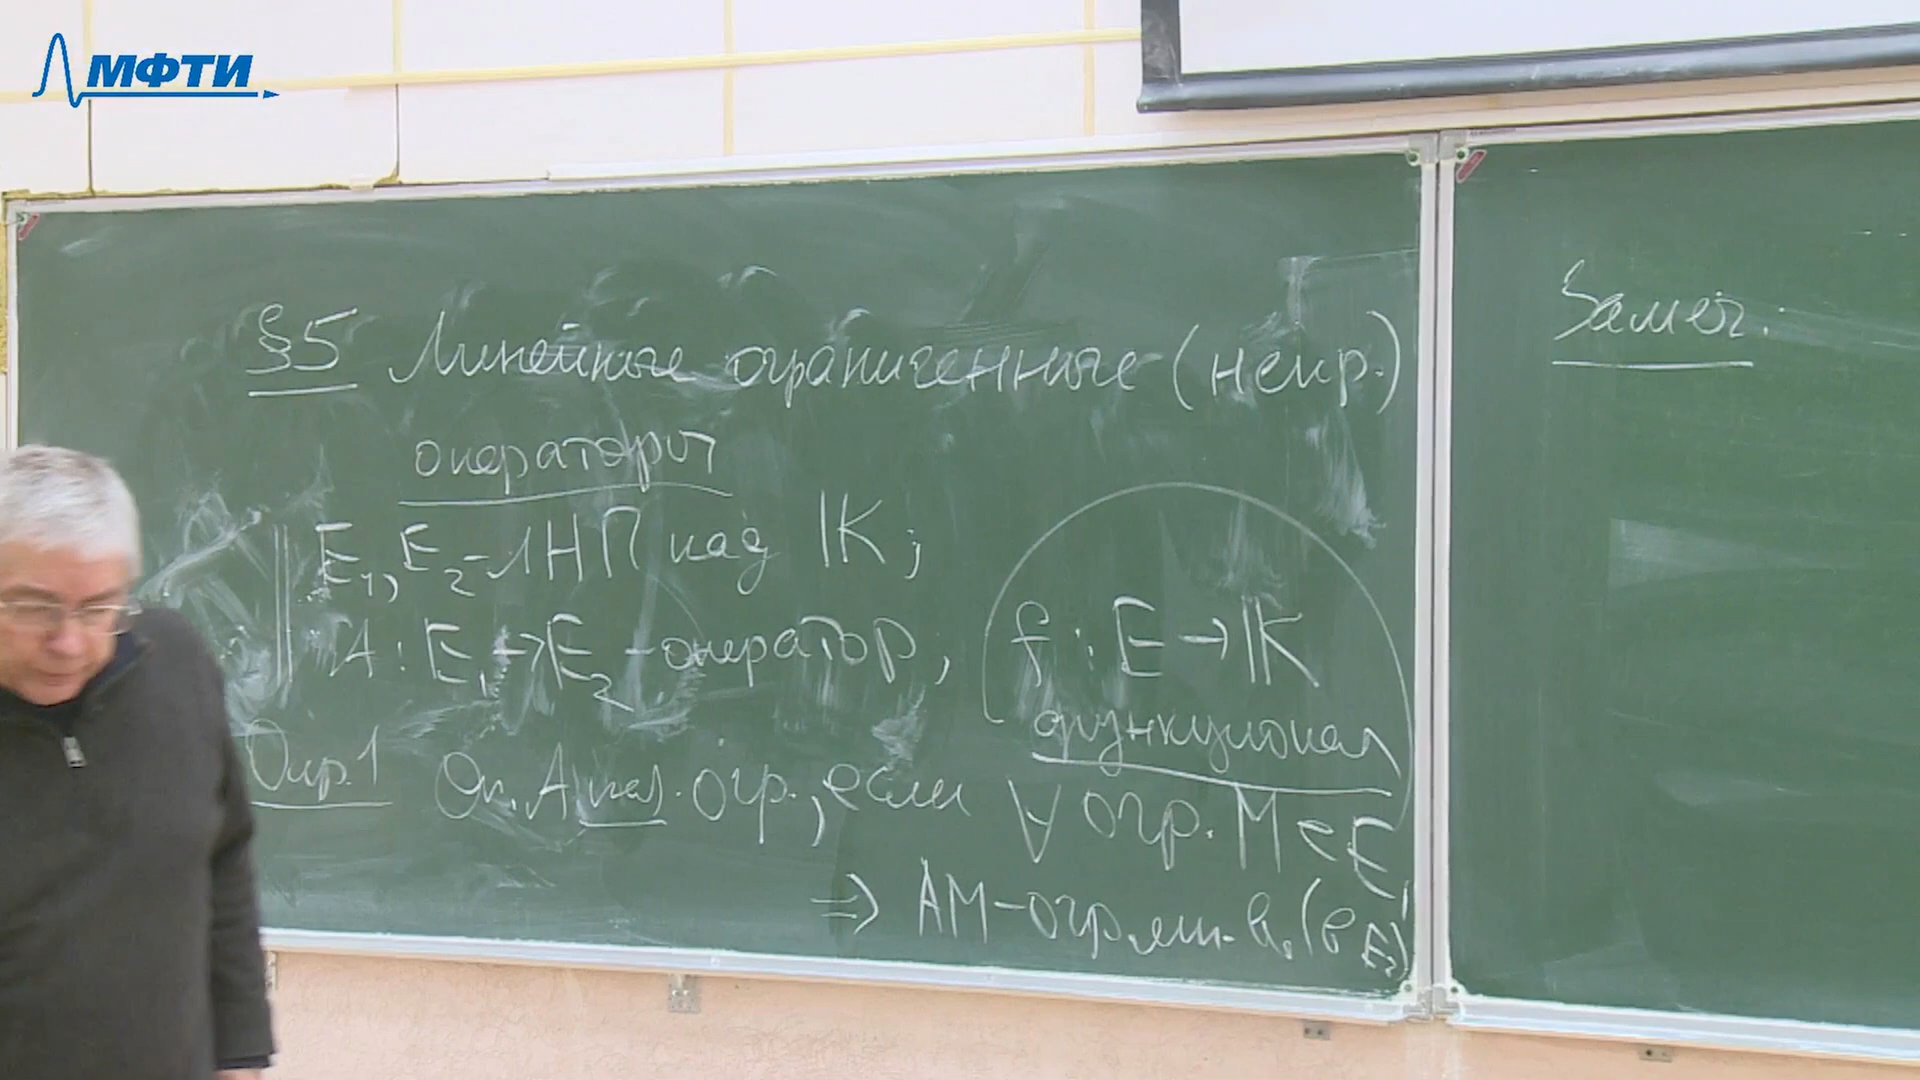 МФТИ
§5 Линейные ограниченные (непр.)
операторы
E₁, E₂ - ЛНП над 𝕂;
A : E₁ → E₂ - оператор,
f : E → 𝕂
функционал
Опр. 1 Оп. A наз. огр., если ∀ огр. M ⊂ E₁
⇒ AM - огр. мн. в. (в E₂)
Замеч.